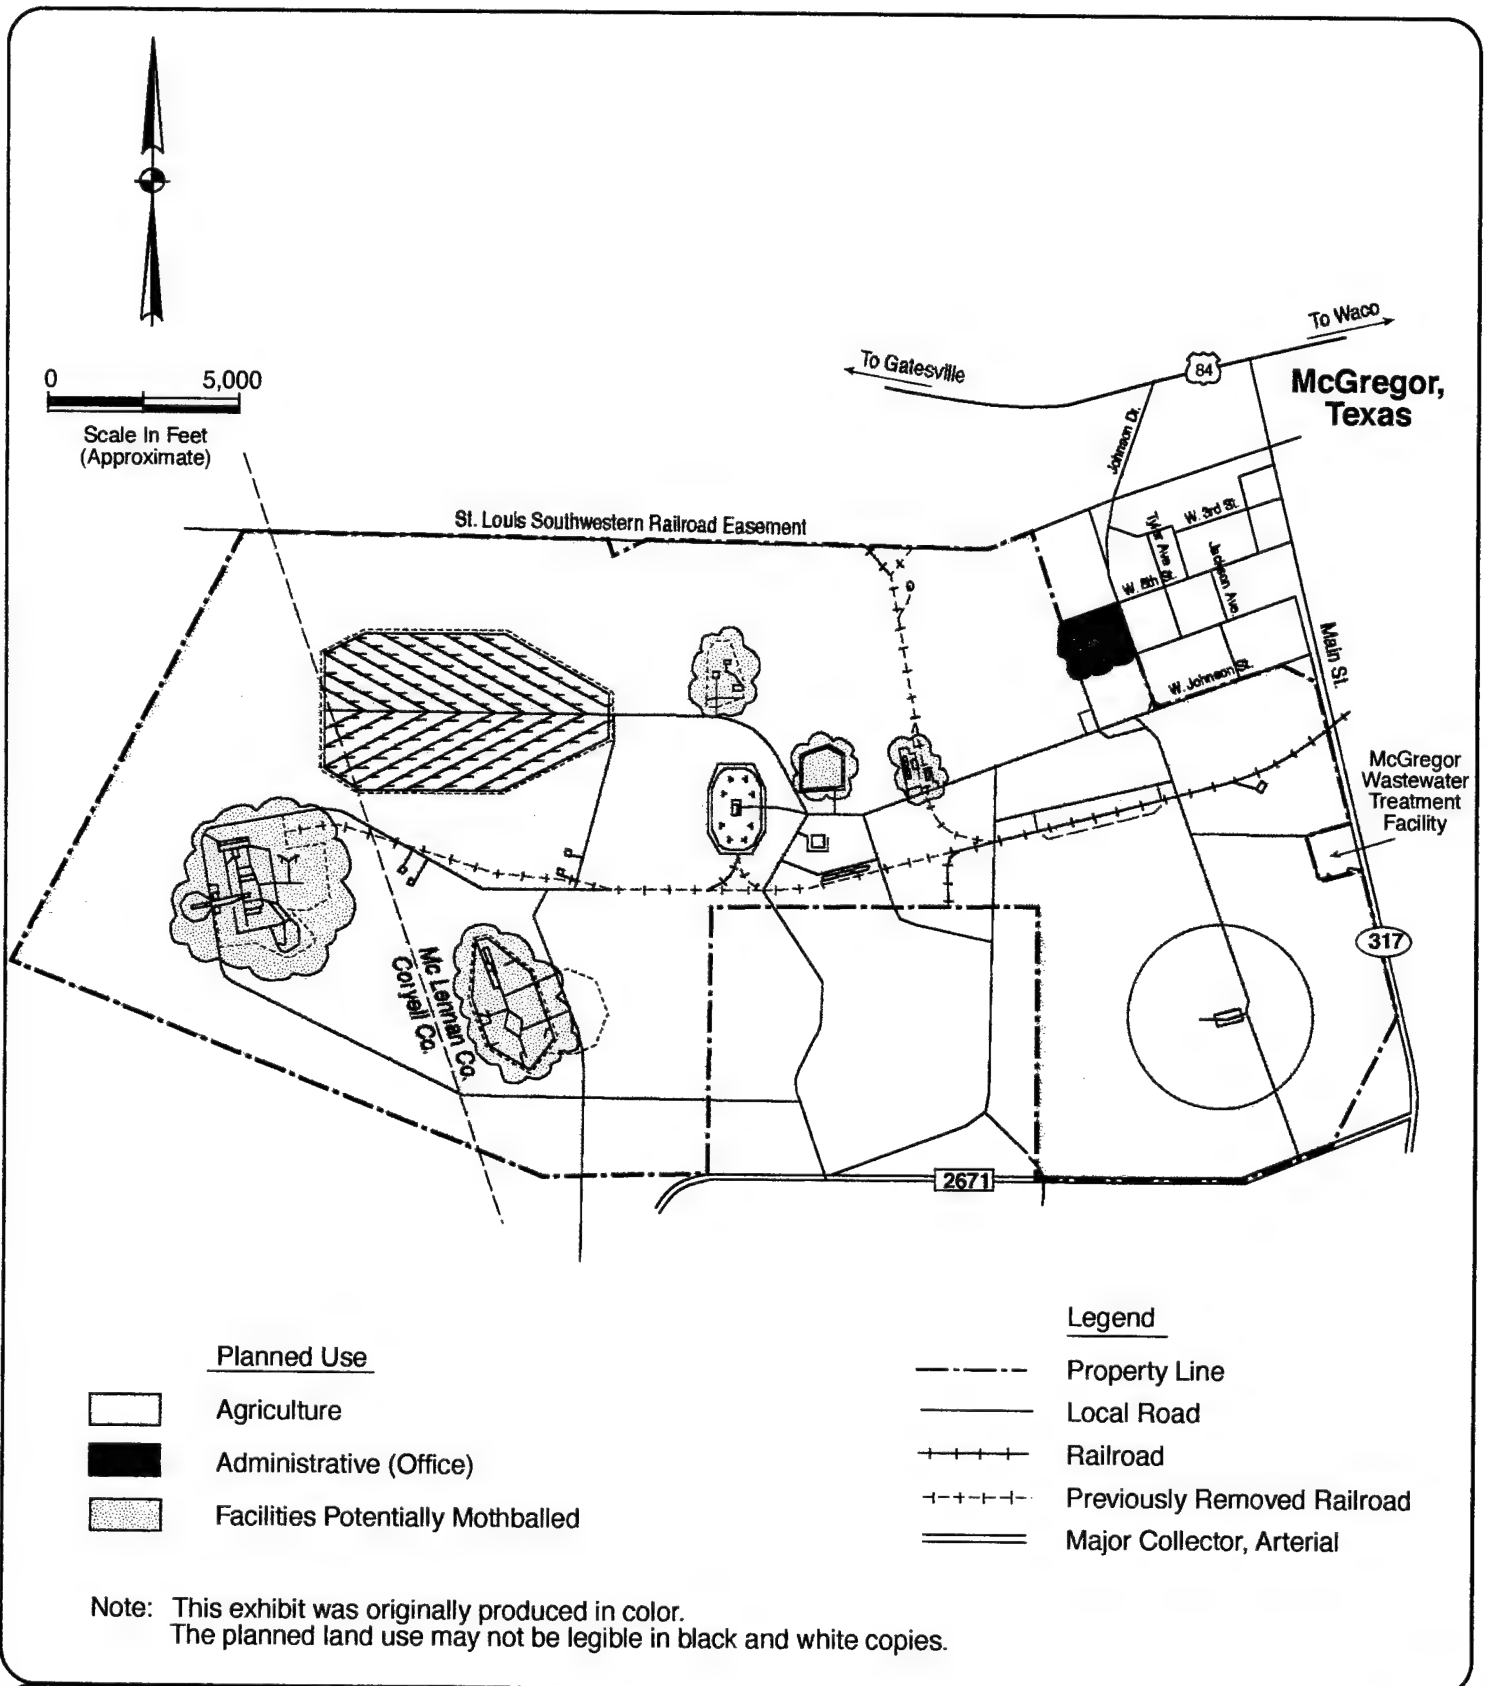 To Waco
To Gatesville
84
McGregor,
Texas
0 5,000
Scale In Feet
(Approximate)
Johnson Dr.
St. Louis Southwestern Railroad Easement
W. 3rd St.
Tyler Ave
Jackson Ave.
W. 8th St.
W. Johnson St.
Main St.
McGregor
Wastewater
Treatment
Facility
317
Mc Lennan Co.
Coryell Co.
2671
Legend
Planned Use
Property Line
Agriculture
Local Road
Administrative (Office)
Railroad
Facilities Potentially Mothballed
Previously Removed Railroad
Major Collector, Arterial
Note: This exhibit was originally produced in color.
The planned land use may not be legible in black and white copies.